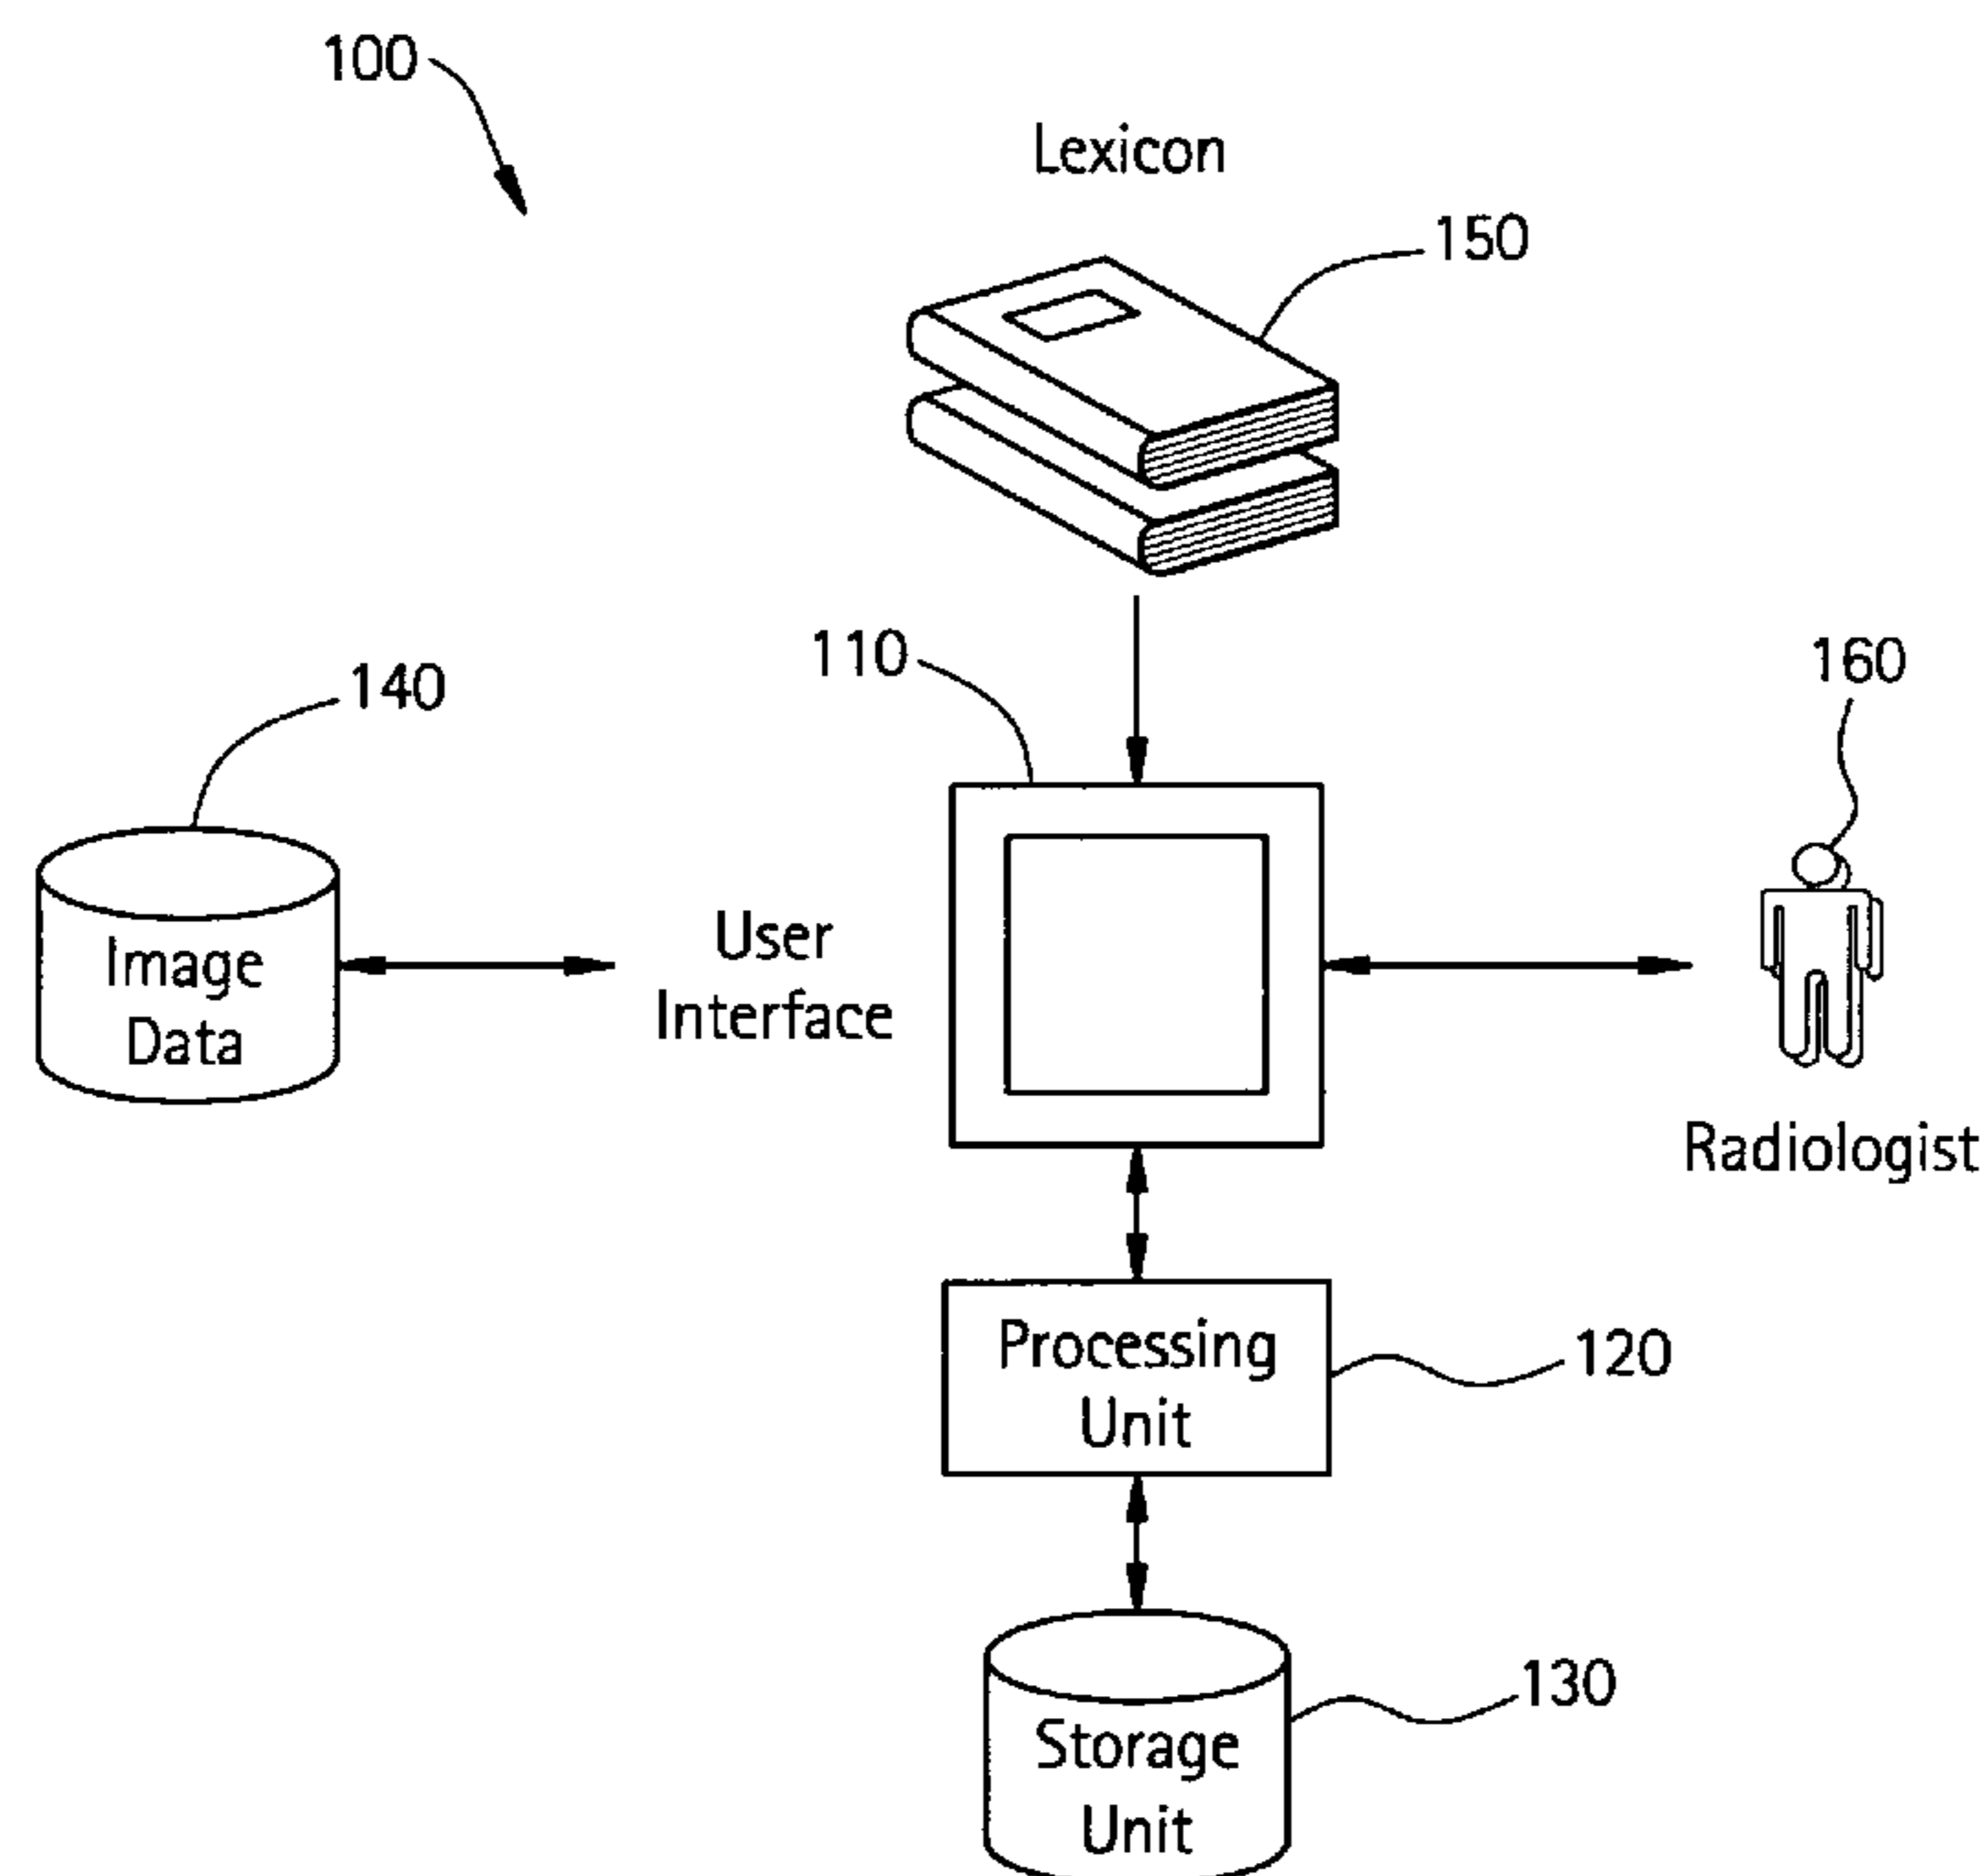 100
Lexicon
150
110
160
140
User
Interface
Image
Data
Radiologist
Processing
Unit
120
130
Storage
Unit